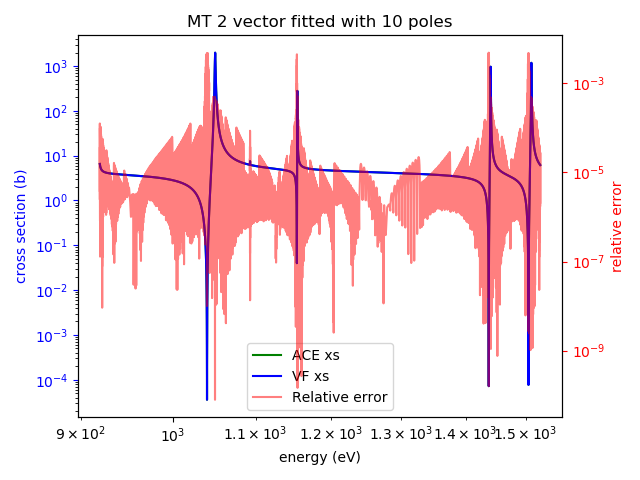 MT 2 vector fitted with 10 poles
cross section (b)
10³
10²
10¹
10⁰
10⁻¹
10⁻²
10⁻³
10⁻⁴
10⁻³
10⁻⁵
10⁻⁷
10⁻⁹
relative error
ACE xs
VF xs
Relative error
9 × 10² 10³ 1.1 × 10³ 1.2 × 10³ 1.3 × 10³ 1.4 × 10³ 1.5 × 10³
energy (eV)